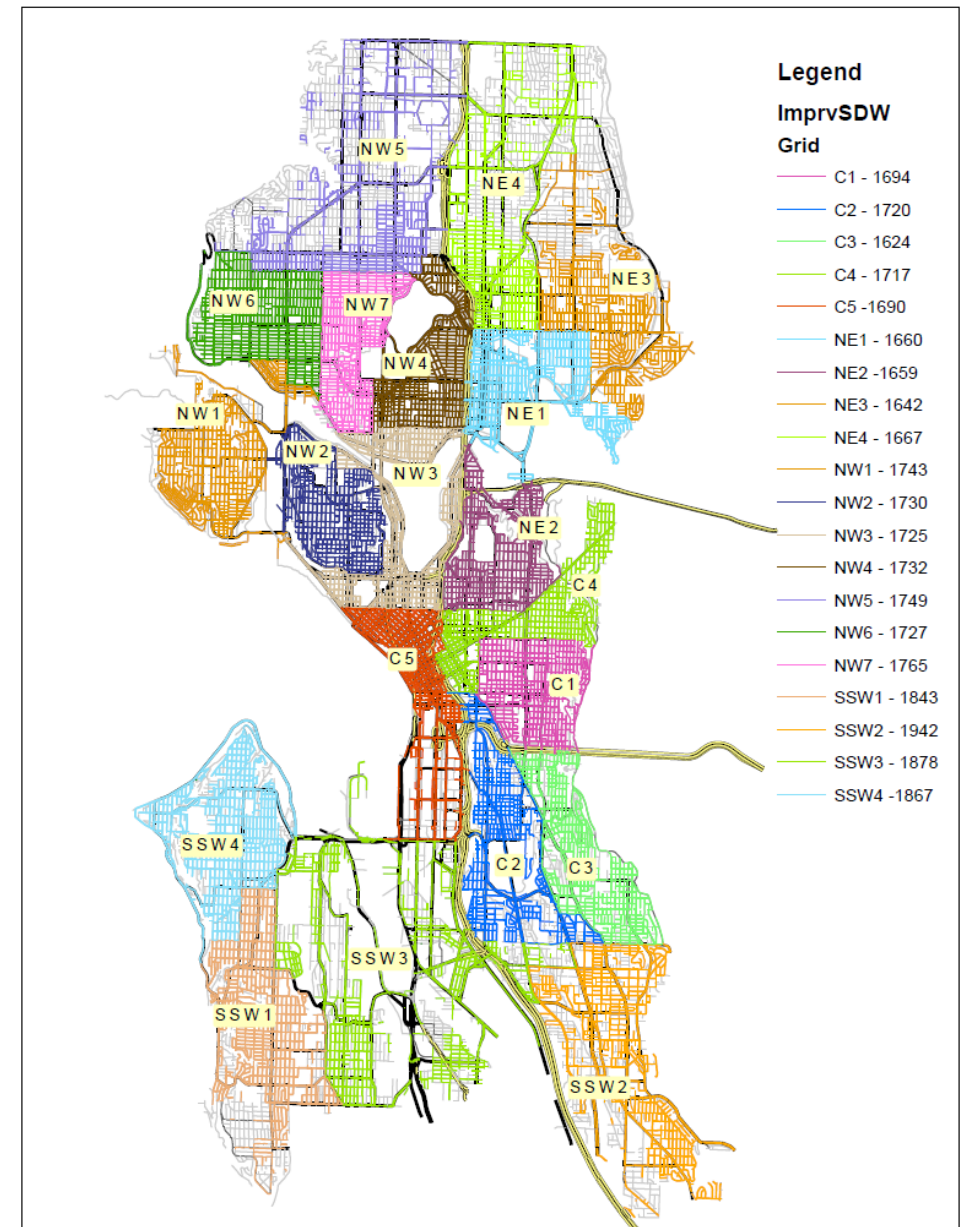 Legend
ImprvSDW
Grid
C1 - 1694
C2 - 1720
C3 - 1624
C4 - 1717
C5 -1690
NE1 - 1660
NE2 -1659
NE3 - 1642
NE4 - 1667
NW1 - 1743
NW2 - 1730
NW3 - 1725
NW4 - 1732
NW5 - 1749
NW6 - 1727
NW7 - 1765
SSW1 - 1843
SSW2 - 1942
SSW3 - 1878
SSW4 -1867
NW5
NE4
NE3
NW6
NW7
NW4
NW1
NE1
NW2
NW3
NE2
C4
C5
C1
SSW4
C2
C3
SSW3
SSW1
SSW2